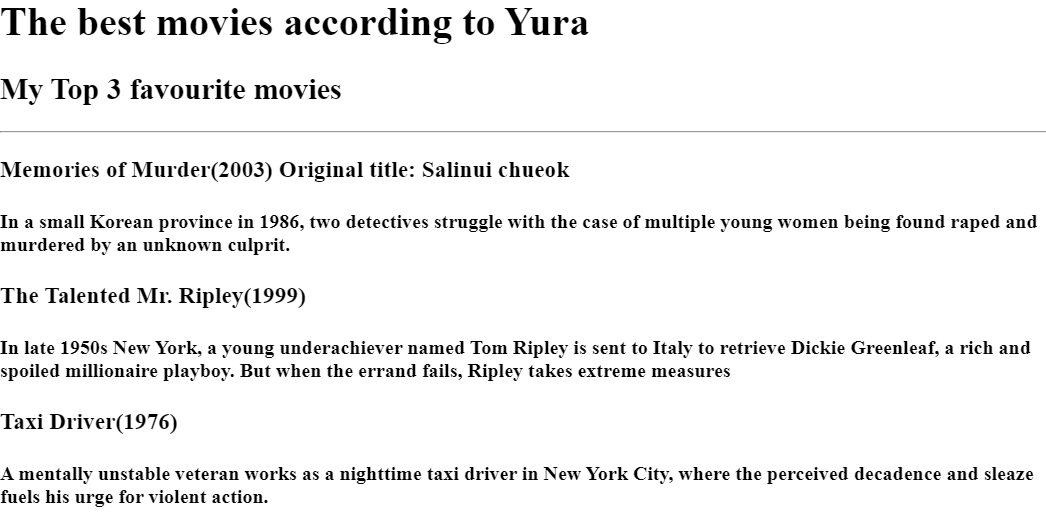 The best movies according to Yura
My Top 3 favourite movies
Memories of Murder(2003) Original title: Salinui chueok
In a small Korean province in 1986, two detectives struggle with the case of multiple young women being found raped and
murdered by an unknown culprit.
The Talented Mr. Ripley(1999)
In late 1950s New York, a young underachiever named Tom Ripley is sent to Italy to retrieve Dickie Greenleaf, a rich and
spoiled millionaire playboy. But when the errand fails, Ripley takes extreme measures
Taxi Driver(1976)
A mentally unstable veteran works as a nighttime taxi driver in New York City, where the perceived decadence and sleaze
fuels his urge for violent action.